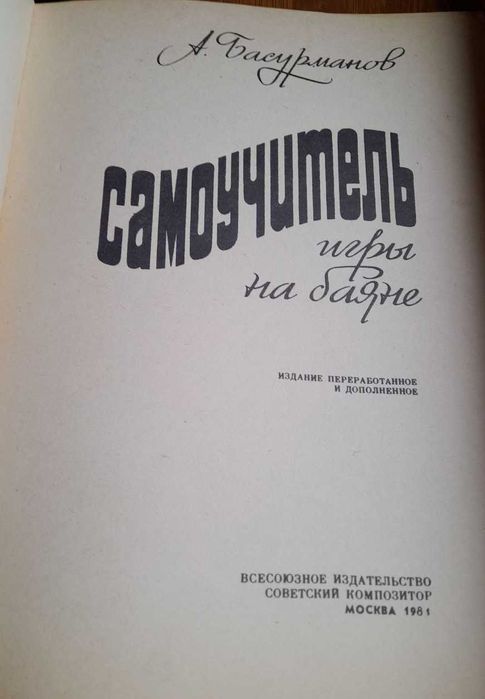 А. Басурманов
Самоучитель
игры
на баяне
ИЗДАНИЕ ПЕРЕРАБОТАННОЕ
И ДОПОЛНЕННОЕ
ВСЕСОЮЗНОЕ ИЗДАТЕЛЬСТВО
СОВЕТСКИЙ КОМПОЗИТОР
МОСКВА 1981